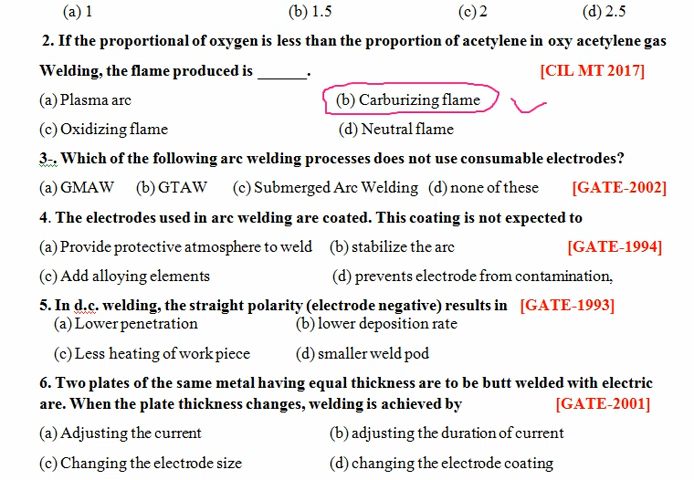 (a) 1 (b) 1.5 (c) 2 (d) 2.5
2. If the proportional of oxygen is less than the proportion of acetylene in oxy acetylene gas
Welding, the flame produced is ______. [CIL MT 2017]
(a) Plasma arc (b) Carburizing flame
(c) Oxidizing flame (d) Neutral flame
3-. Which of the following arc welding processes does not use consumable electrodes?
(a) GMAW (b) GTAW (c) Submerged Arc Welding (d) none of these [GATE-2002]
4. The electrodes used in arc welding are coated. This coating is not expected to
(a) Provide protective atmosphere to weld (b) stabilize the arc [GATE-1994]
(c) Add alloying elements (d) prevents electrode from contamination,
5. In d.c. welding, the straight polarity (electrode negative) results in [GATE-1993]
(a) Lower penetration (b) lower deposition rate
(c) Less heating of work piece (d) smaller weld pod
6. Two plates of the same metal having equal thickness are to be butt welded with electric
are. When the plate thickness changes, welding is achieved by [GATE-2001]
(a) Adjusting the current (b) adjusting the duration of current
(c) Changing the electrode size (d) changing the electrode coating